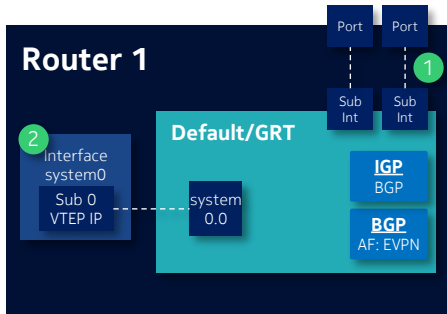 Port
Port
Router 1
1
Sub
Int
Sub
Int
2
Default/GRT
Interface
system0
Sub 0
VTEP IP
system
0.0
IGP
BGP
BGP
AF: EVPN